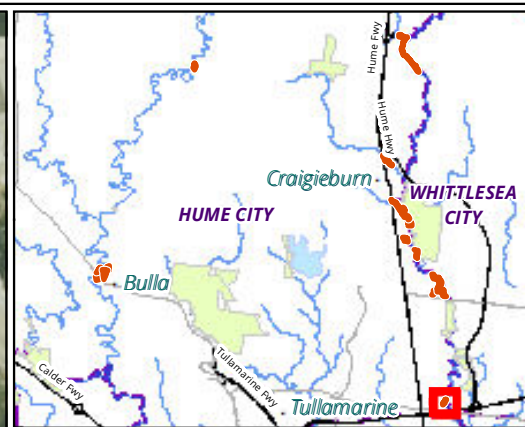 Hume Fwy
Hume Hwy
Craigieburn
WHITTLESEA
CITY
HUME CITY
Bulla
Tullamarine Fwy
Calder Fwy
Tullamarine